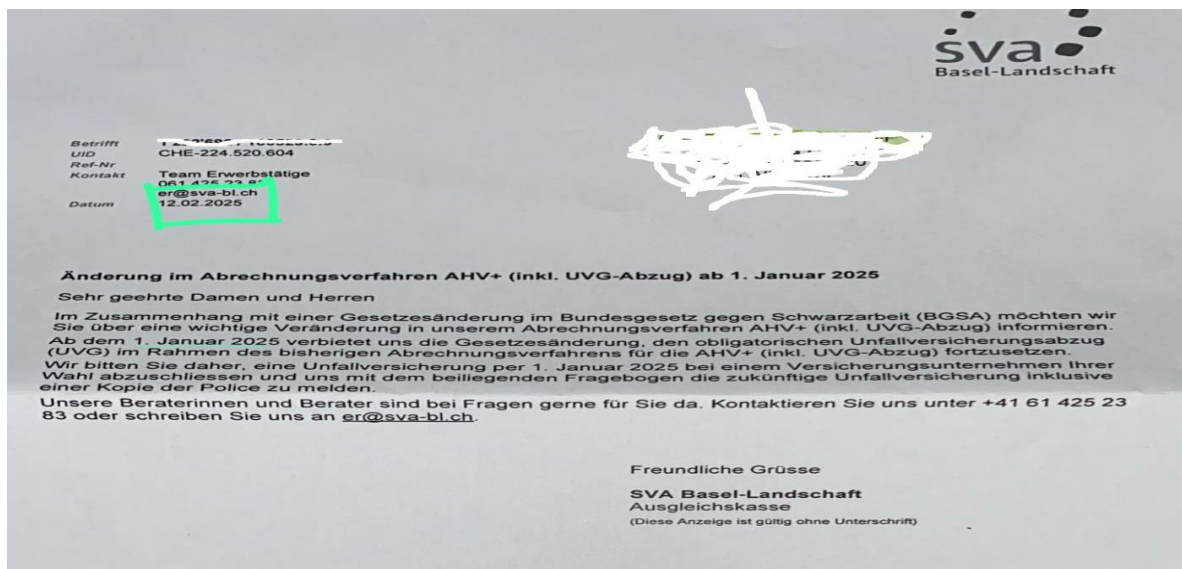 sva
Basel-Landschaft
Betrifft
UID CHE-224.520.604
Ref-Nr
Kontakt Team Erwerbstätige
061 425 23 8
er@sva-bl.ch
Datum 12.02.2025
Änderung im Abrechnungsverfahren AHV+ (inkl. UVG-Abzug) ab 1. Januar 2025
Sehr geehrte Damen und Herren
Im Zusammenhang mit einer Gesetzesänderung im Bundesgesetz gegen Schwarzarbeit (BGSA) möchten wir
Sie über eine wichtige Veränderung in unserem Abrechnungsverfahren AHV+ (inkl. UVG-Abzug) informieren.
Ab dem 1. Januar 2025 verbietet uns die Gesetzesänderung, den obligatorischen Unfallversicherungsabzug
(UVG) im Rahmen des bisherigen Abrechnungsverfahrens für die AHV+ (inkl. UVG-Abzug) fortzusetzen.
Wir bitten Sie daher, eine Unfallversicherung per 1. Januar 2025 bei einem Versicherungsunternehmen Ihrer
Wahl abzuschliessen und uns mit dem beiliegenden Fragebogen die zukünftige Unfallversicherung inklusive
einer Kopie der Police zu melden.
Unsere Beraterinnen und Berater sind bei Fragen gerne für Sie da. Kontaktieren Sie uns unter +41 61 425 23
83 oder schreiben Sie uns an er@sva-bl.ch.
Freundliche Grüsse
SVA Basel-Landschaft
Ausgleichskasse
(Diese Anzeige ist gültig ohne Unterschrift)